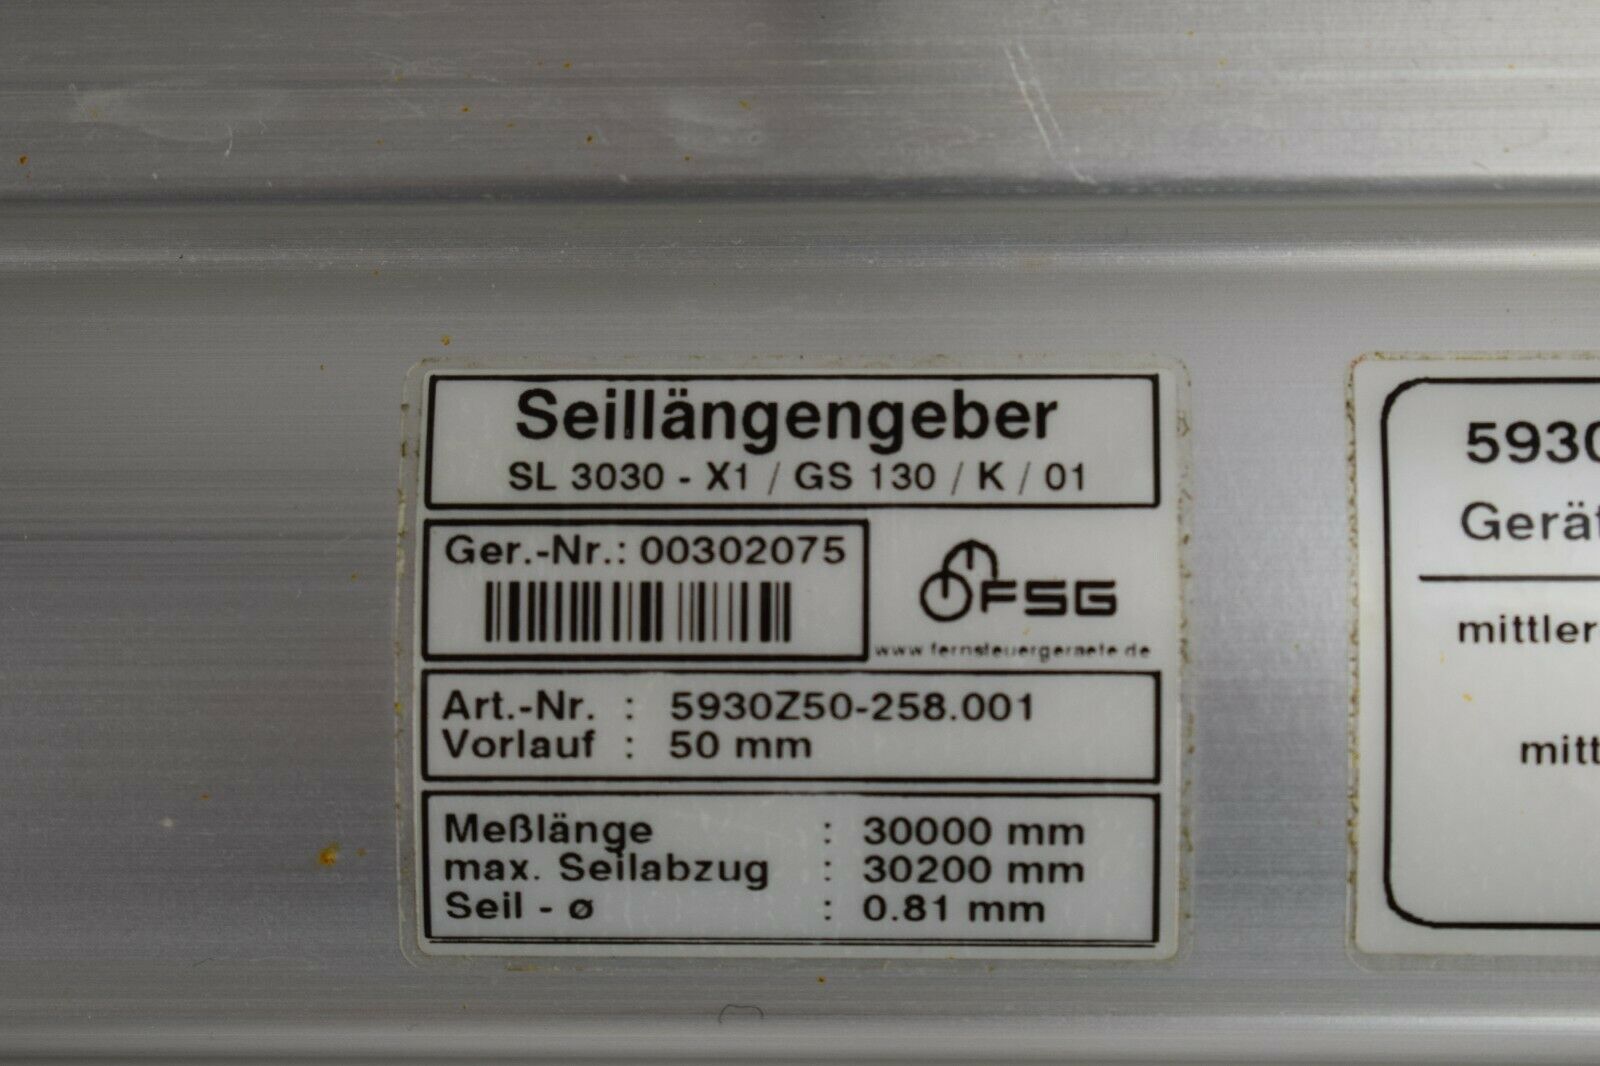 Seillängengeber
SL 3030 - X1 / GS 130 / K / 01
Ger.-Nr.: 00302075
FSG
www.fernsteuergeraete.de
Art.-Nr. : 5930Z50-258.001
Vorlauf : 50 mm
Meßlänge : 30000 mm
max. Seilabzug : 30200 mm
Seil - ø : 0.81 mm
5930
Gerät
mittler
mitt